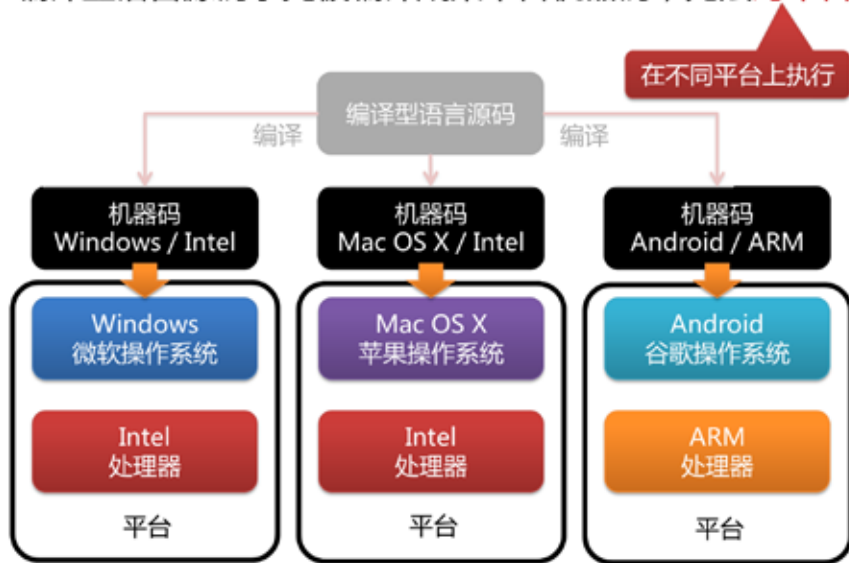 在不同平台上执行
编译型语言源码
编译
编译
机器码
Windows / Intel
机器码
Mac OS X / Intel
机器码
Android / ARM
Windows
微软操作系统
Mac OS X
苹果操作系统
Android
谷歌操作系统
Intel
处理器
Intel
处理器
ARM
处理器
平台
平台
平台